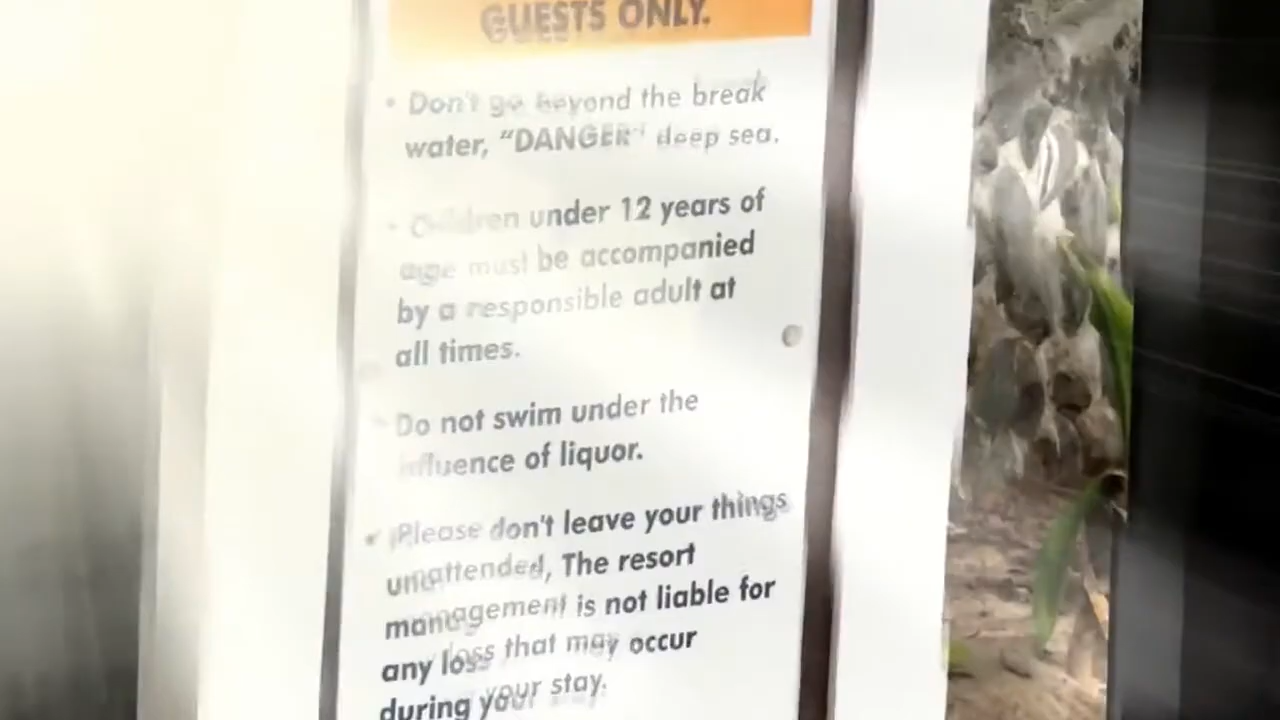 GUESTS ONLY.
• Don't go beyond the break
water, "DANGER" deep sea.
• Children under 12 years of
age must be accompanied
by a responsible adult at
all times.
Do not swim under the
influence of liquor.
• Please don't leave your things
unattended, The resort
management is not liable for
any loss that may occur
during your stay.